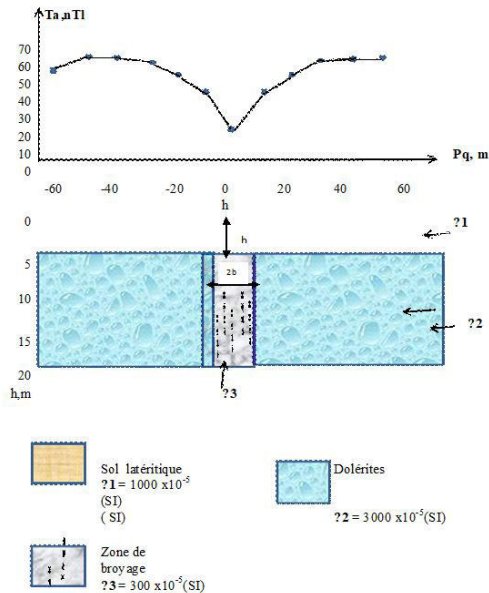 Ta,nTl
70
60
50
40
30
20
10
0
Pq, m
-60 -40 -20 0 20 40 60
h
0
5
10
15
20
h,m
h
2b
?1
?2
?3
Sol latéritique
?1 = 1000 x10-5
(SI)
( SI)
Dolérites
?2 = 3000 x10-5(SI)
Zone de
broyage
?3 = 300 x10-5(SI)